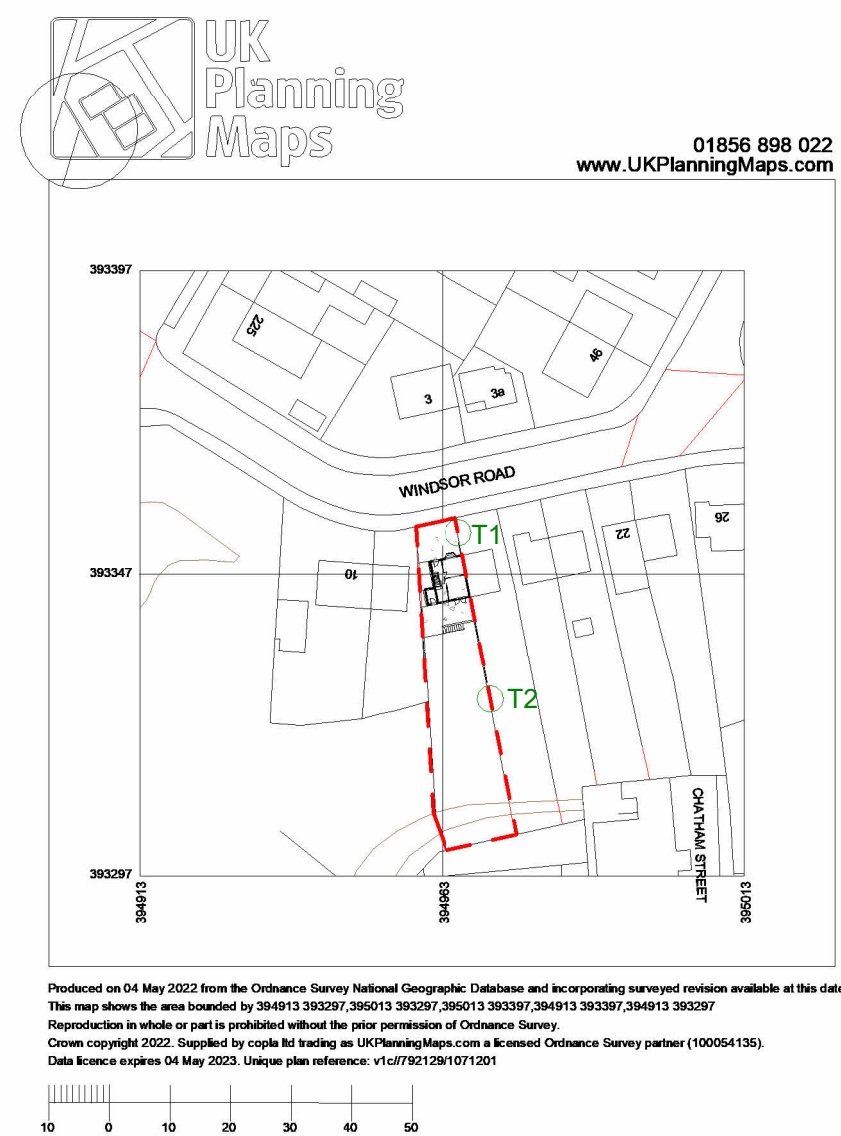 UK
Planning
Maps
01856 898 022
www.UKPlanningMaps.com
393397
225
46
3
3a
WINDSOR ROAD
T1
26
22
393347
10
T2
CHATHAM STREET
393297
394913
394963
395013
Produced on 04 May 2022 from the Ordnance Survey National Geographic Database and incorporating surveyed revision available at this date
This map shows the area bounded by 394913 393297,395013 393297,395013 393397,394913 393397,394913 393297
Reproduction in whole or part is prohibited without the prior permission of Ordnance Survey.
Crown copyright 2022. Supplied by copla ltd trading as UKPlanningMaps.com a licensed Ordnance Survey partner (100054135).
Data licence expires 04 May 2023. Unique plan reference: v1c//792129/1071201
10 0 10 20 30 40 50